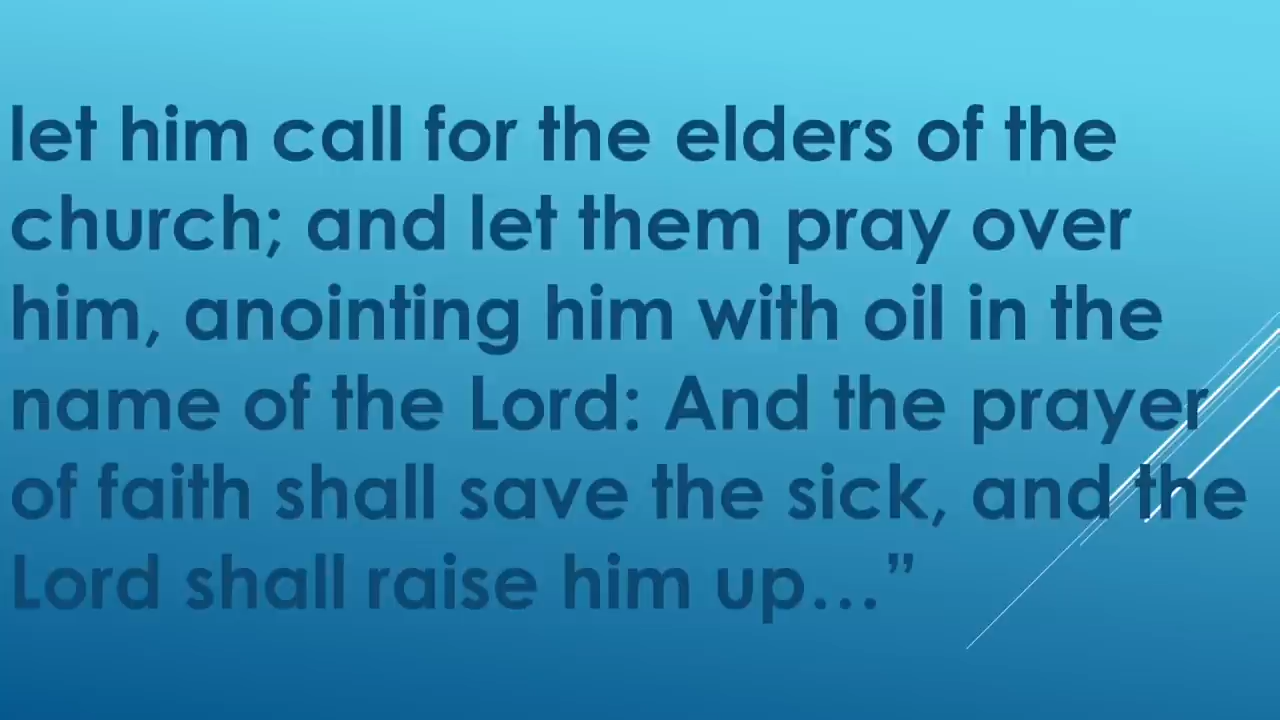 let him call for the elders of the
church; and let them pray over
him, anointing him with oil in the
name of the Lord: And the prayer
of faith shall save the sick, and the
Lord shall raise him up…”